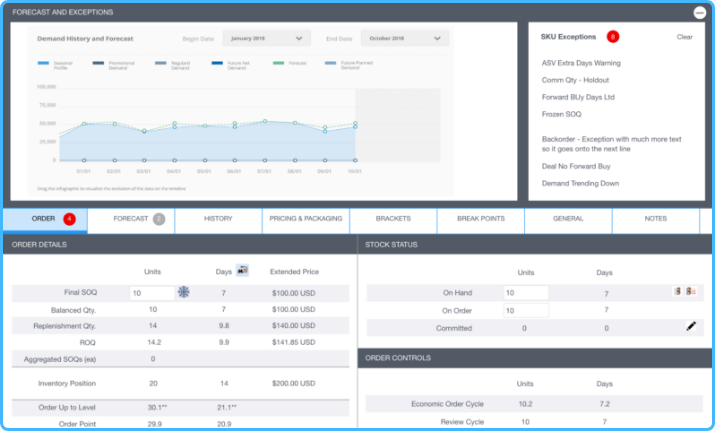 FORECAST AND EXCEPTIONS
Demand History and Forecast
Begin Date
January 2018
End Date
October 2018
Seasonal Profile
Promotional Demand
Regulard Demand
Future Net Demand
Forecast
Future Planned Demand
100,000
75,000
50,000
25,000
0
01/01 02/01 03/01 04/01 05/01 06/01 07/01 08/01 09/01 10/01
Drag the infographic to visualize the evolution of the data on the timeline
SKU Exceptions 8 Clear
ASV Extra Days Warning
Comm Qty - Holdout
Forward BUy Days Ltd
Frozen SOQ
Backorder - Exception with much more text
so it goes onto the next line
Deal No Forward Buy
Demand Trending Down
ORDER 4 FORECAST 2 HISTORY PRICING & PACKAGING BRACKETS BREAK POINTS GENERAL NOTES
ORDER DETAILS
Units Days Extended Price
Final SOQ 10 7 $100.00 USD
Balanced Qty. 10 7 $100.00 USD
Replenishment Qty. 14 9.8 $140.00 USD
ROQ 14.2 9.9 $141.85 USD
Aggregated SOQs (ea) 0
Inventory Position 20 14 $200.00 USD
Order Up to Level 30.1** 21.1**
Order Point 29.9 20.9
STOCK STATUS
Units Days
On Hand 10 7
On Order 10 7
Committed 0 0
ORDER CONTROLS
Units Days
Economic Order Cycle 10.2 7.2
Review Cycle 10 7